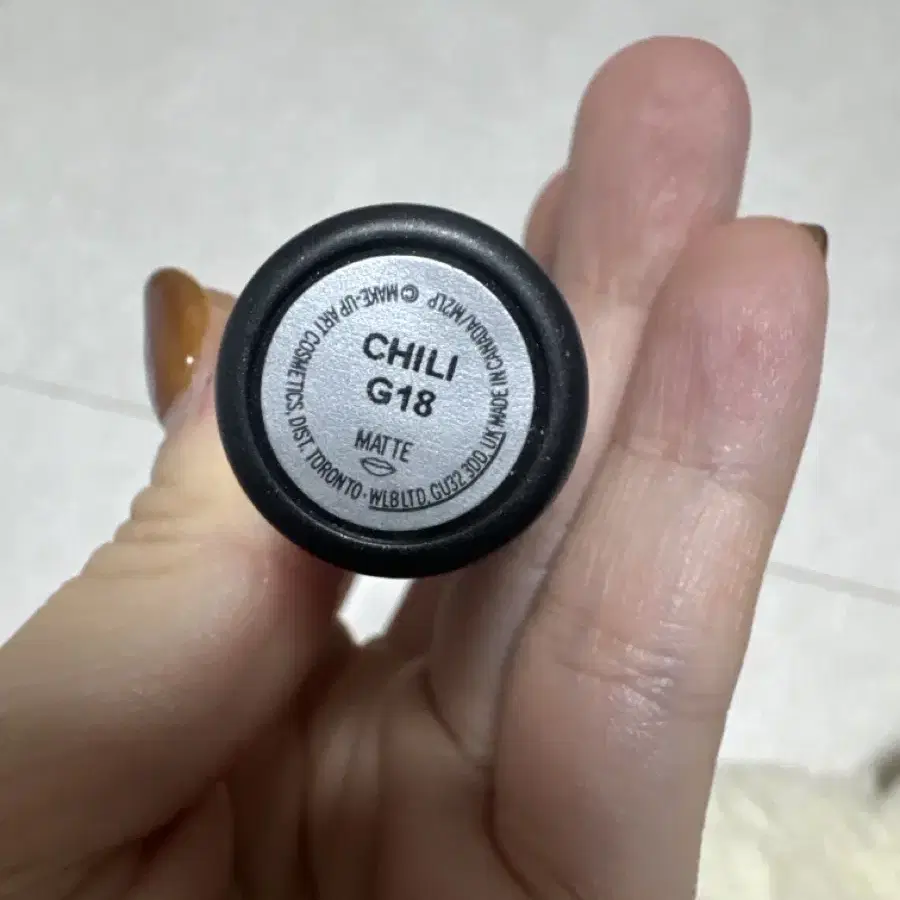 CHILI
G18
MATTE
© MAKE-UP ART COSMETICS, DIST. TORONTO · WLB LTD, GU32 3DD, UK MADE IN CANADA/M2LP